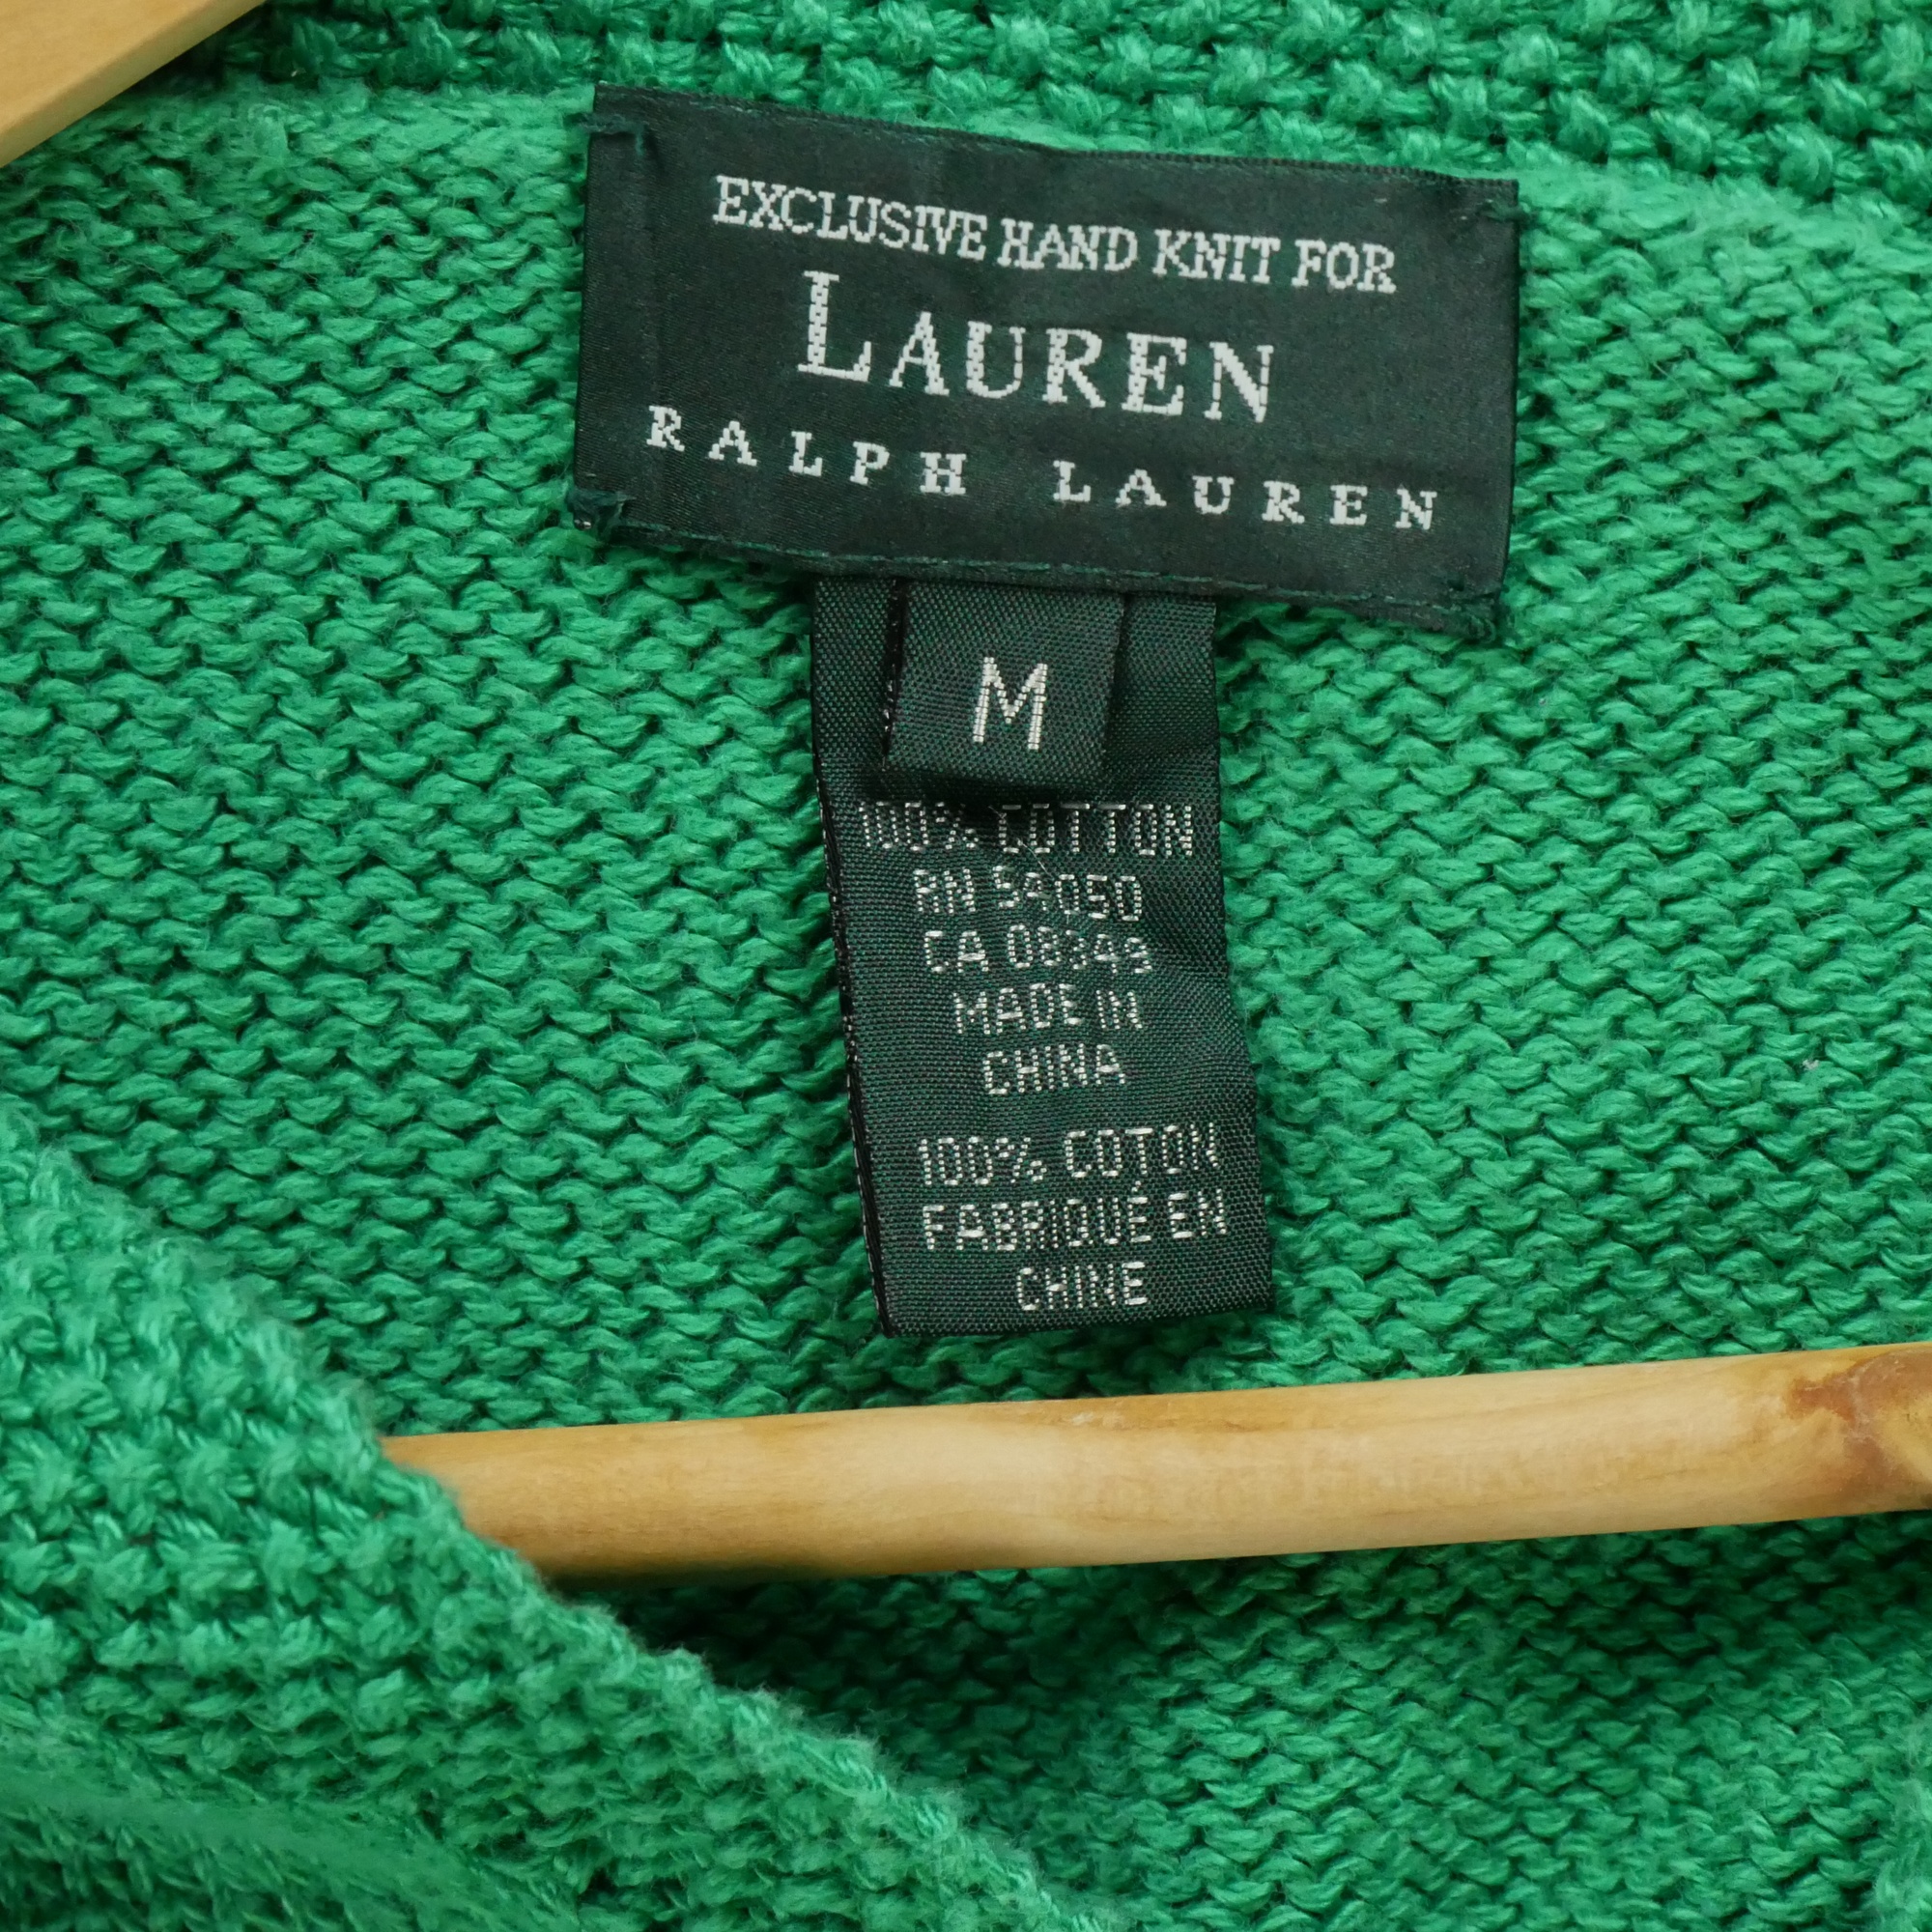 EXCLUSIVE HAND KNIT FOR
LAUREN
RALPH LAUREN
M
100% COTTON
RN 54050
CA 08349
MADE IN
CHINA
100% COTON
FABRIQUÉ EN
CHINE